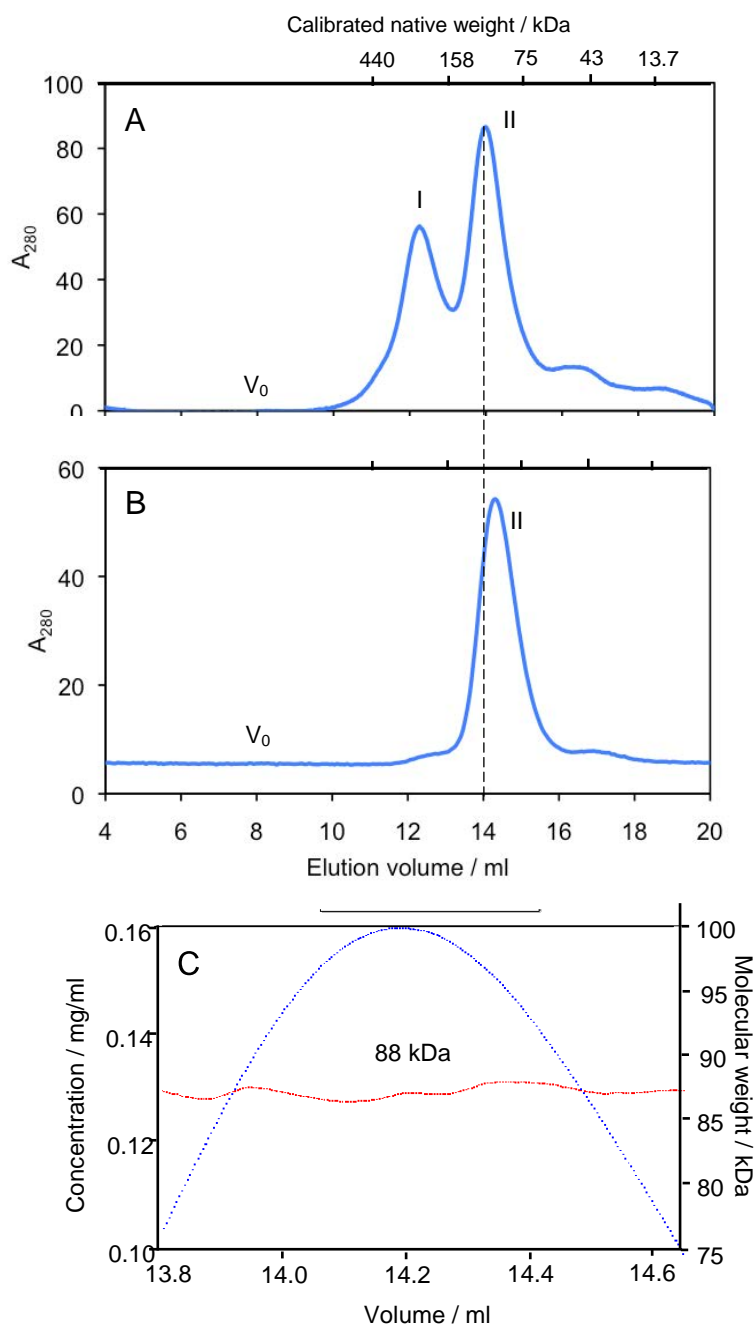 Calibrated native weight / kDa
440 158 75 43 13.7
100
A
II
80
I
60
A280
40
20
V0
0
60
B
II
40
A280
20
V0
0
4 6 8 10 12 14 16 18 20
Elution volume / ml
0.16
100
C
95
0.14
88 kDa
90
Concentration / mg/ml
Molecular weight / kDa
85
0.12
80
0.10
75
13.8 14.0 14.2 14.4 14.6
Volume / ml